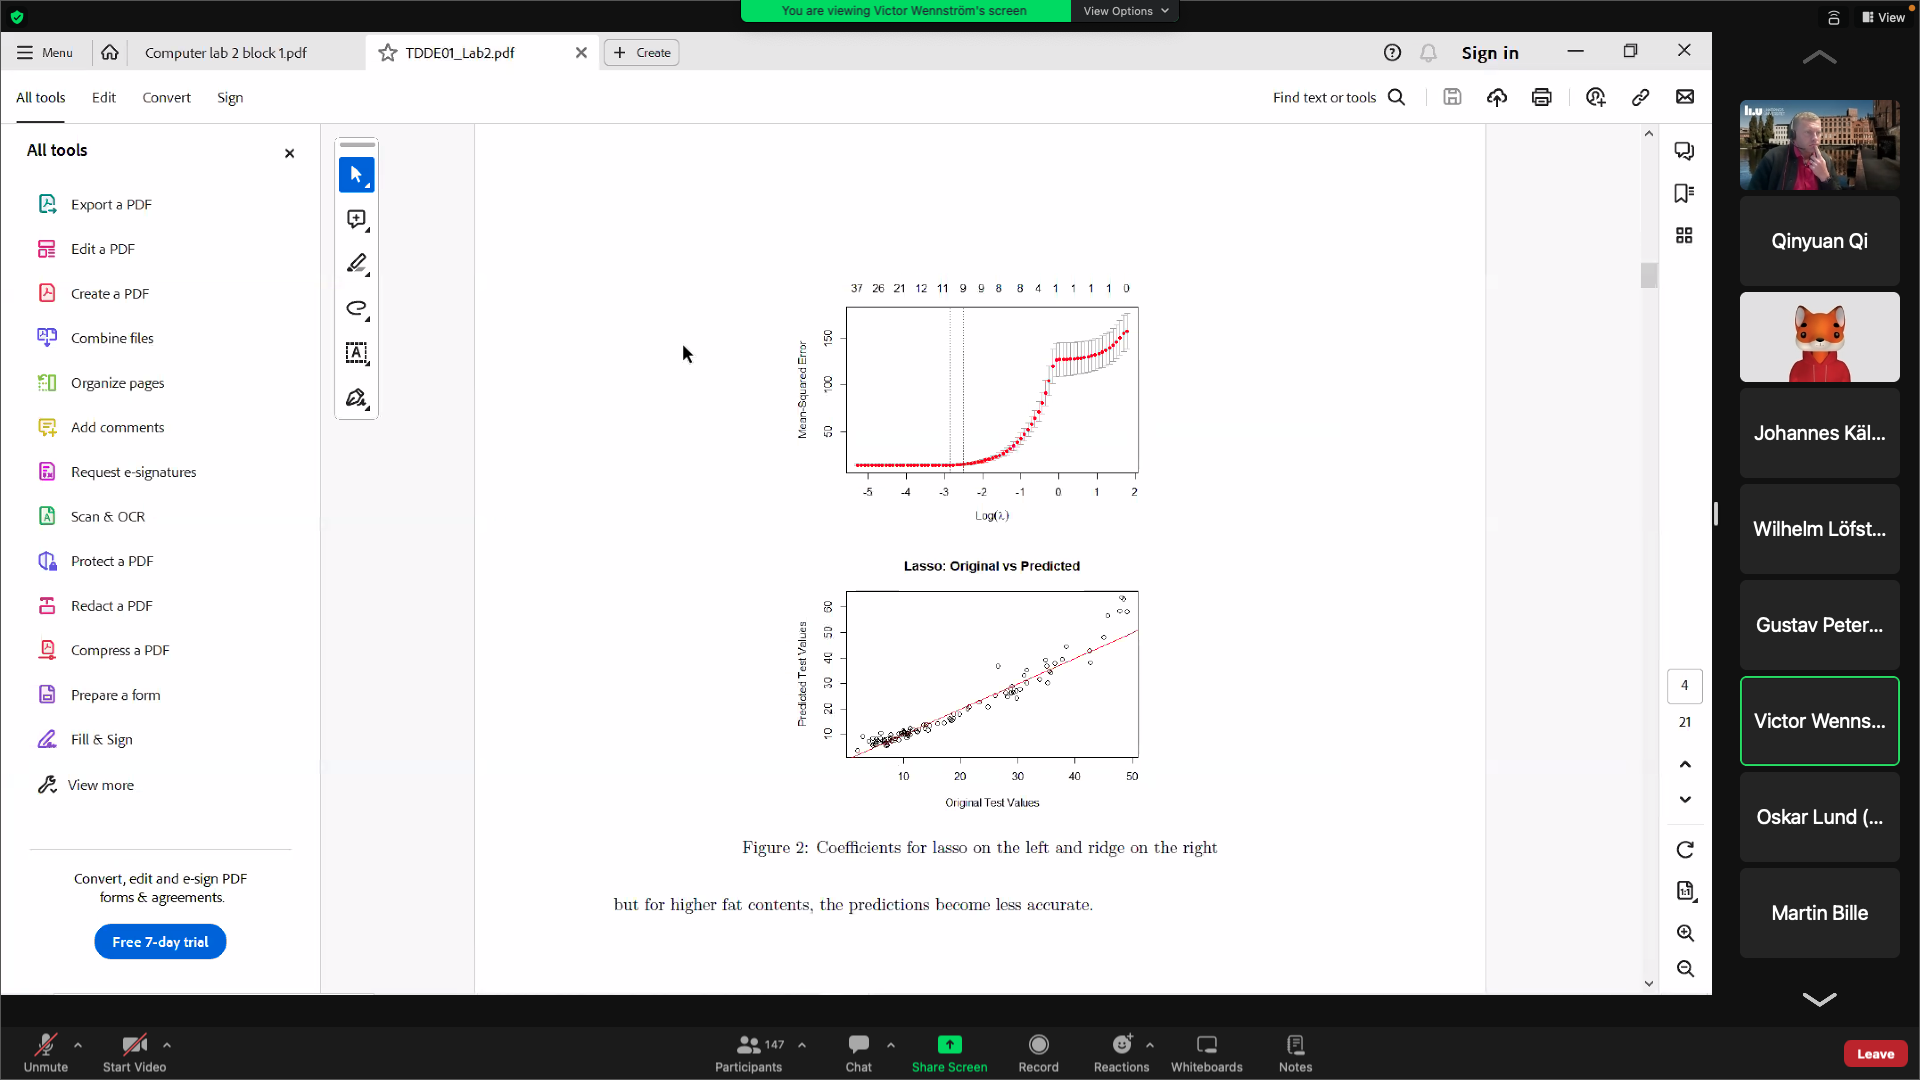 You are viewing Victor Wennström's screen
View Options
View
Menu
Computer lab 2 block 1.pdf
TDDE01_Lab2.pdf
Create
Sign in
All tools
Edit
Convert
Sign
Find text or tools
All tools
Export a PDF
Edit a PDF
Create a PDF
Combine files
Organize pages
Add comments
Request e-signatures
Scan & OCR
Protect a PDF
Redact a PDF
Compress a PDF
Prepare a form
Fill & Sign
View more
Convert, edit and e-sign PDF
forms & agreements.
Free 7-day trial
37 26 21 12 11 9 9 8 8 4 1 1 1 1 0
Mean-Squared Error
150
100
50
-5 -4 -3 -2 -1 0 1 2
Log(λ)
Lasso: Original vs Predicted
Predicted Test Values
60
50
40
30
20
10
10 20 30 40 50
Original Test Values
Figure 2: Coefficients for lasso on the left and ridge on the right
but for higher fat contents, the predictions become less accurate.
4
21
1:1
Qinyuan Qi
Johannes Käl...
Wilhelm Löfst...
Gustav Peter...
Victor Wenns...
Oskar Lund (...
Martin Bille
Unmute
Start Video
147
Participants
Chat
Share Screen
Record
Reactions
Whiteboards
Notes
Leave